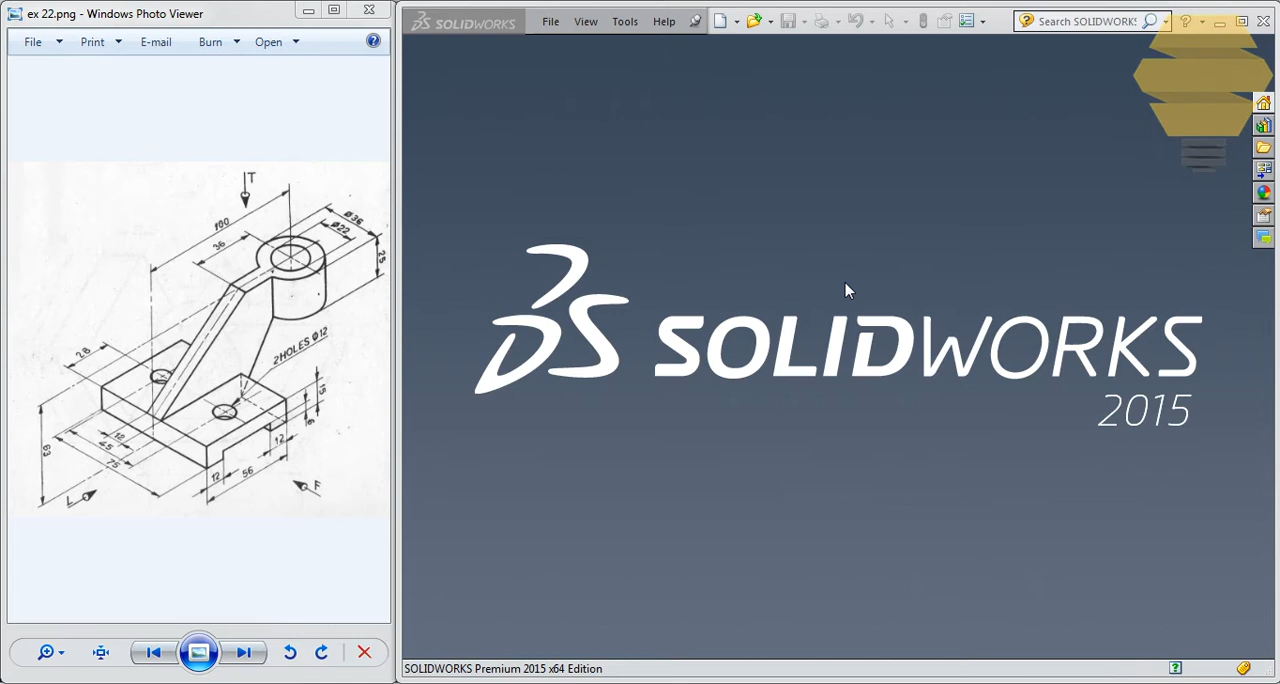 ex 22.png - Windows Photo Viewer
File Print E-mail Burn Open
T
100
Ø36
Ø22
36
25
28
2HOLES Ø12
15
6
12
45
75
63
12
12
56
L
F
SOLIDWORKS File View Tools Help Search SOLIDWORKS
SOLIDWORKS
2015
SOLIDWORKS Premium 2015 x64 Edition